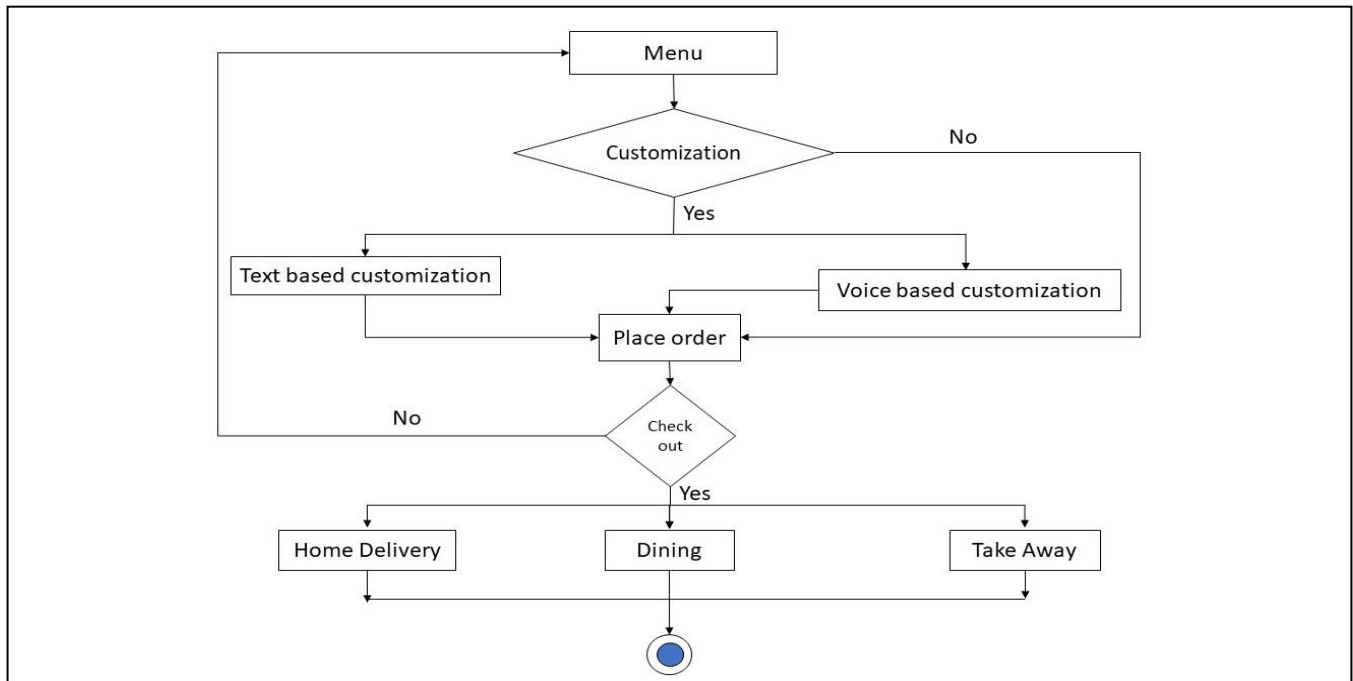 Menu
Customization
No
Yes
Text based customization
Voice based customization
Place order
No
Check
out
Yes
Home Delivery
Dining
Take Away